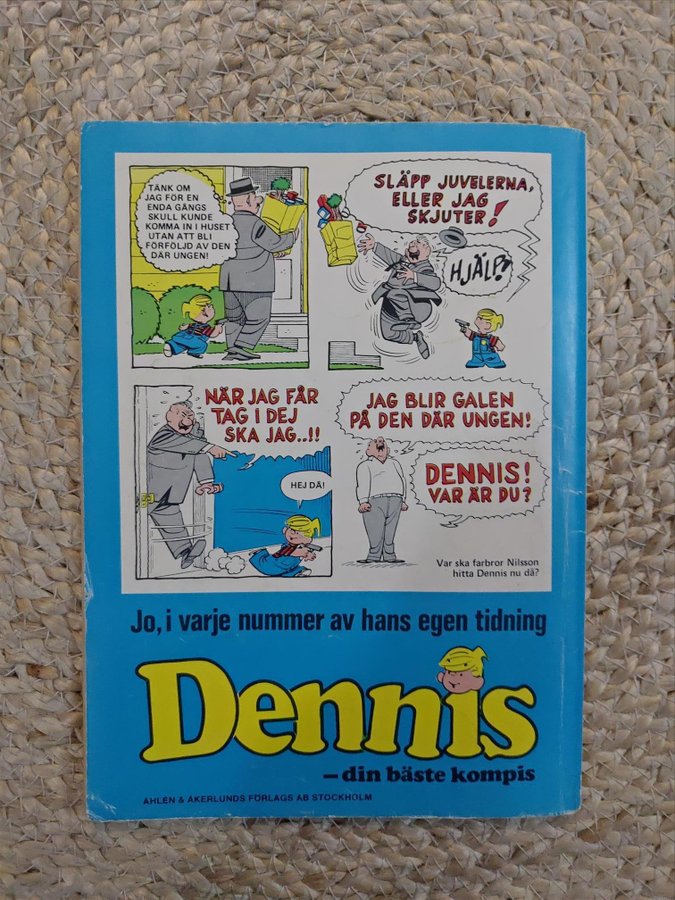 TÄNK OM
JAG FÖR EN
ENDA GÅNGS
SKULL KUNDE
KOMMA IN I HUSET
UTAN ATT BLI
FÖRFÖLJD AV DEN
DÄR UNGEN!
SLÄPP JUVELERNA,
ELLER JAG
SKJUTER!
HJÄLP!
NÄR JAG FÅR
TAG I DEJ
SKA JAG..!!
HEJ DÅ!
JAG BLIR GALEN
PÅ DEN DÄR UNGEN!
DENNIS!
VAR ÄR DU?
Var ska farbror Nilsson
hitta Dennis nu då?
Jo, i varje nummer av hans egen tidning
Dennis
– din bäste kompis
ÅHLÉN & ÅKERLUNDS FÖRLAGS AB STOCKHOLM